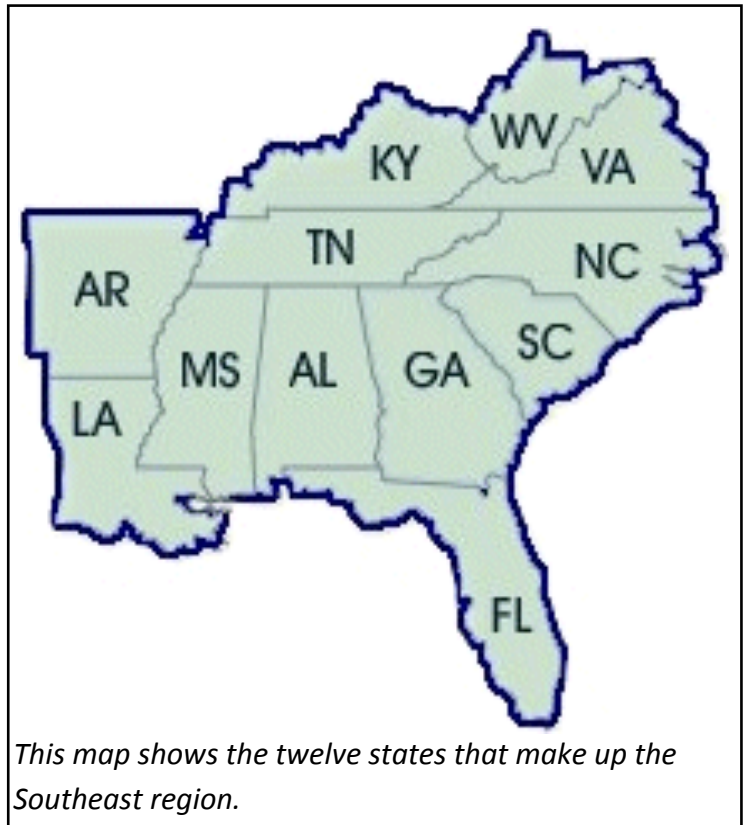 WV
KY
VA
TN
NC
AR
SC
MS AL GA
LA
FL
This map shows the twelve states that make up the
Southeast region.